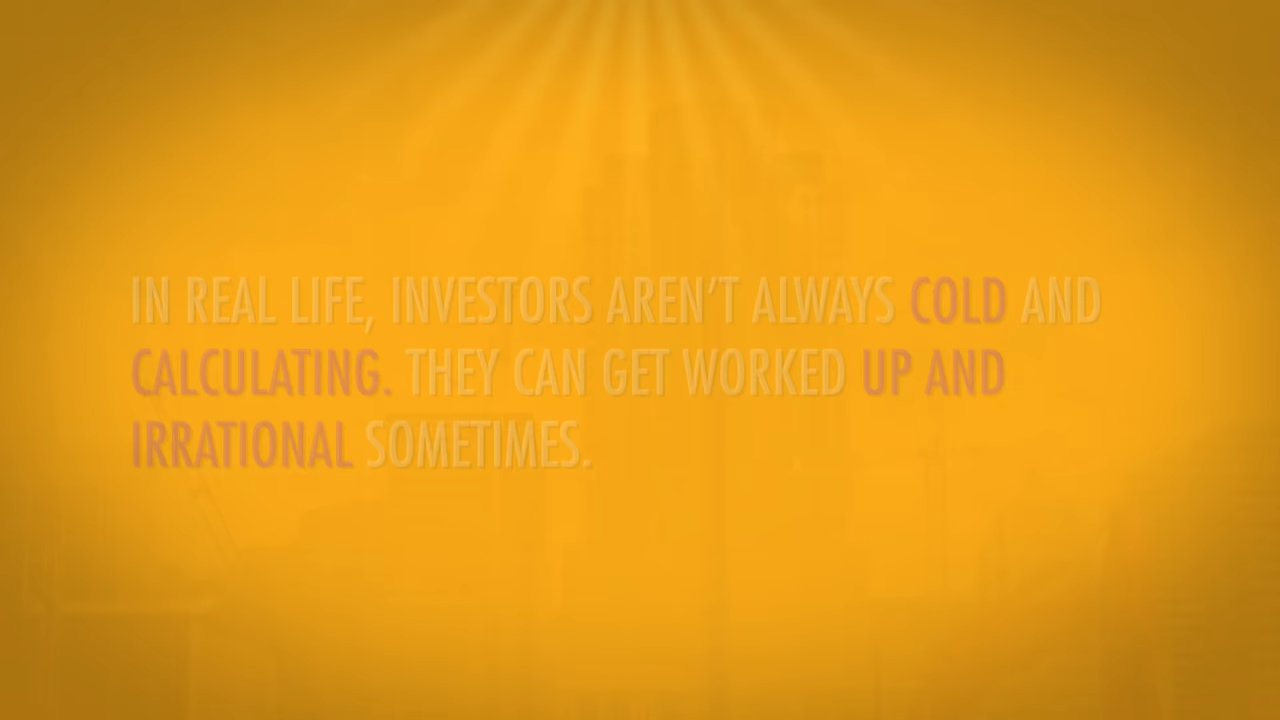 IN REAL LIFE, INVESTORS AREN'T ALWAYS COLD AND
CALCULATING. THEY CAN GET WORKED UP AND
IRRATIONAL SOMETIMES.